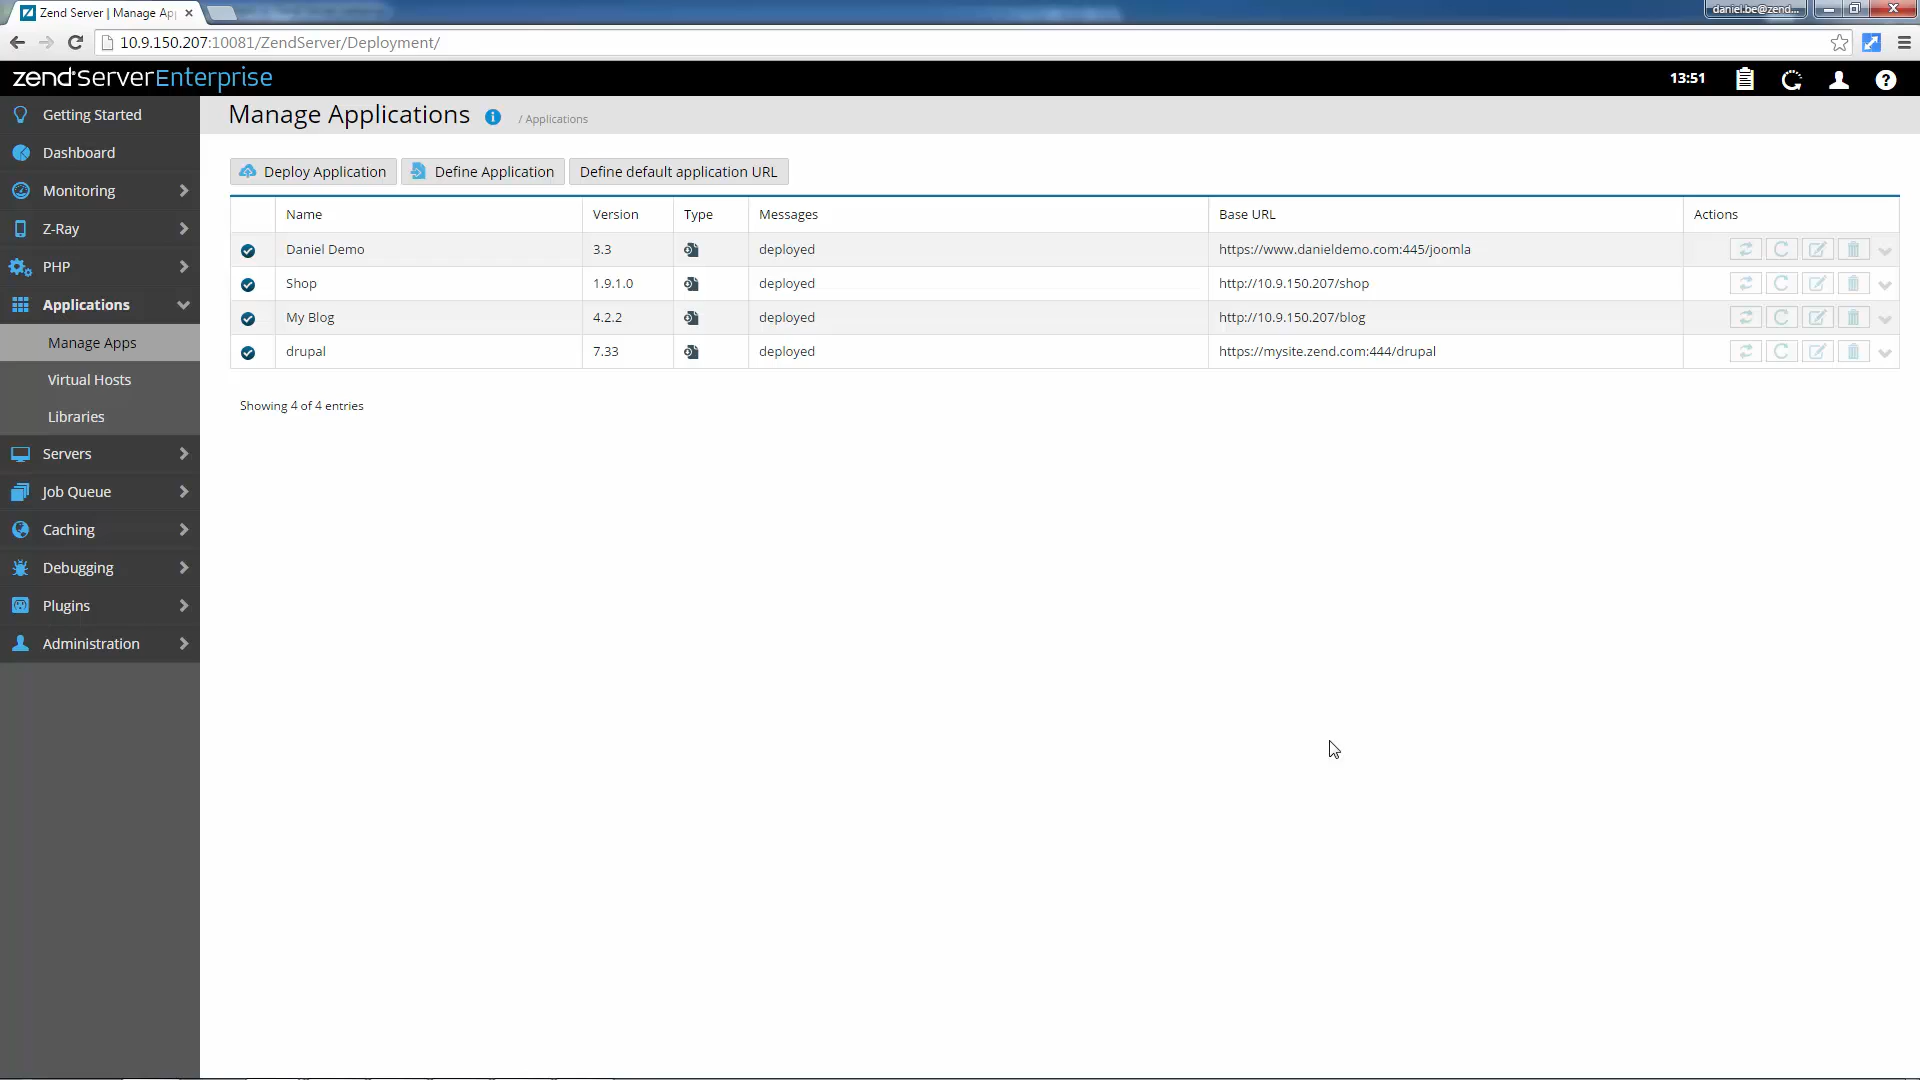 Zend Server | Manage Ap
daniel.be@zend...
10.9.150.207:10081/ZendServer/Deployment/
zend Server Enterprise
13:51
Getting Started
Dashboard
Monitoring
Z-Ray
PHP
Applications
Manage Apps
Virtual Hosts
Libraries
Servers
Job Queue
Caching
Debugging
Plugins
Administration
Manage Applications / Applications
Deploy Application Define Application Define default application URL
Name Version Type Messages Base URL Actions
Daniel Demo 3.3 deployed https://www.danieldemo.com:445/joomla
Shop 1.9.1.0 deployed http://10.9.150.207/shop
My Blog 4.2.2 deployed http://10.9.150.207/blog
drupal 7.33 deployed https://mysite.zend.com:444/drupal
Showing 4 of 4 entries